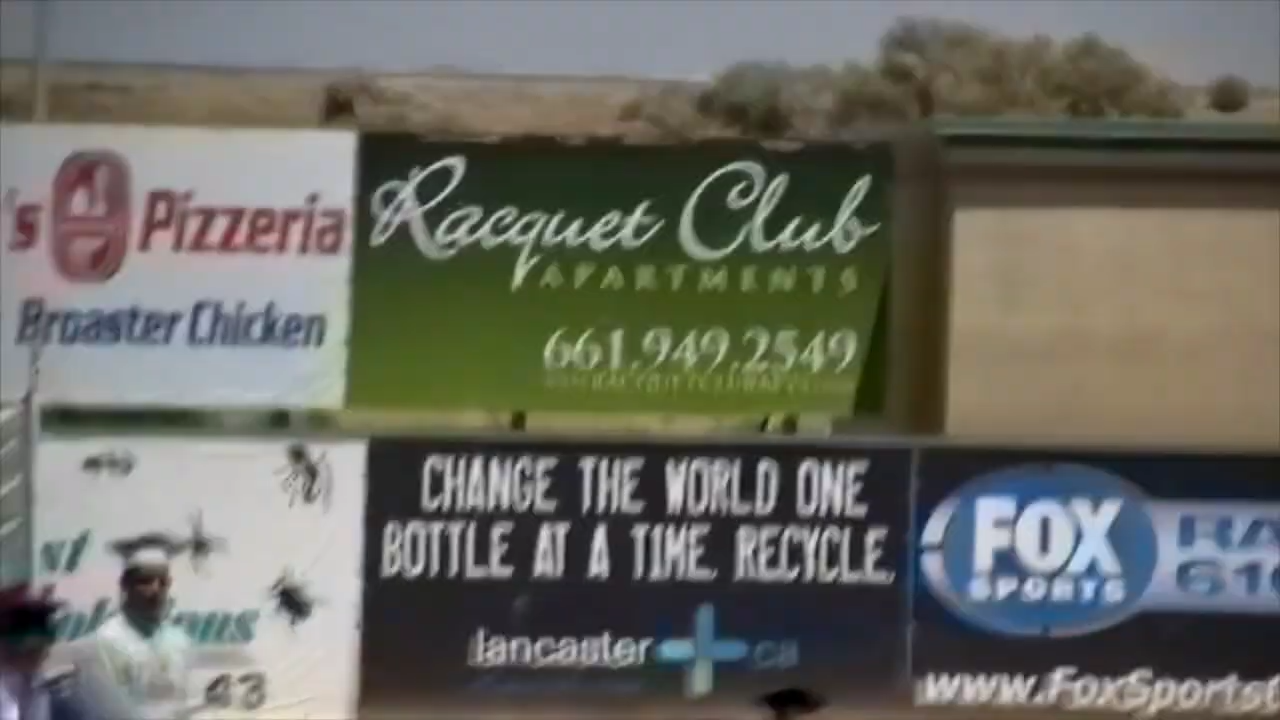 's Pizzeria
Broaster Chicken
Racquet Club
APARTMENTS
661.949.2549
CHANGE THE WORLD ONE
BOTTLE AT A TIME. RECYCLE.
lancaster ca
FOX
SPORTS
www.FoxSports